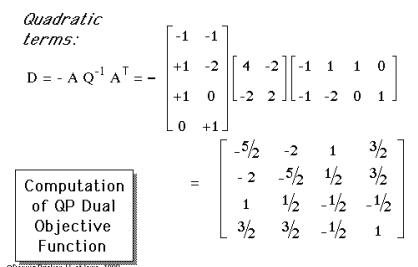 Quadratic
terms:
D = - A Q⁻¹ Aᵀ = -
-1 -1
+1 -2
+1 0
0 +1
4 -2
-2 2
-1 1 1 0
-1 -2 0 1
=
-5/2 -2 1 3/2
-2 -5/2 1/2 3/2
1 1/2 -1/2 -1/2
3/2 3/2 -1/2 1
Computation
of QP Dual
Objective
Function